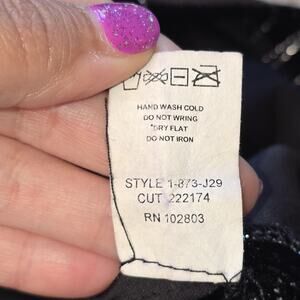 HAND WASH COLD
DO NOT WRING
DRY FLAT
DO NOT IRON
STYLE 1-873-J29
CUT 222174
RN 102803